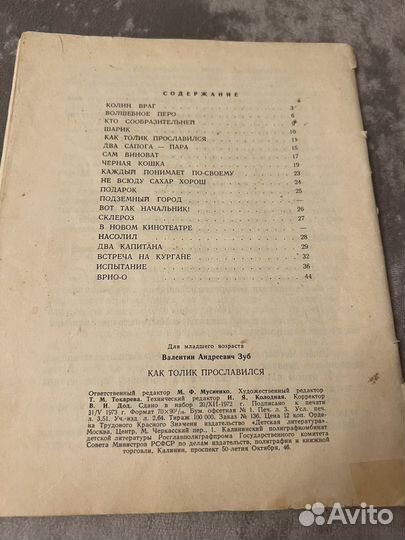 СОДЕРЖАНИЕ
КОЛИН ВРАГ 3
ВОЛШЕБНОЕ ПЕРО 6
КТО СООБРАЗИТЕЛЬНЕЙ 9
ШАРИК 10
КАК ТОЛИК ПРОСЛАВИЛСЯ 11
ДВА САПОГА — ПАРА 15
САМ ВИНОВАТ 17
ЧЕРНАЯ КОШКА 19
КАЖДЫЙ ПОНИМАЕТ ПО-СВОЕМУ 23
НЕ ВСЮДУ САХАР ХОРОШ 24
ПОДАРОК 25
ПОДЗЕМНЫЙ ГОРОД —
ВОТ ТАК НАЧАЛЬНИК! 26
СКЛЕРОЗ 27
В НОВОМ КИНОТЕАТРЕ —
НАСОЛИЛ 28
ДВА КАПИТАНА 29
ВСТРЕЧА НА КУРГАНЕ 32
ИСПЫТАНИЕ 36
ВРИО-О 44
Для младшего возраста
Валентин Андреевич Зуб
КАК ТОЛИК ПРОСЛАВИЛСЯ
Ответственный редактор М. Ф. Мусиенко. Художественный редактор
Т. М. Токарева. Технический редактор И. Я. Колодная. Корректор
В. И. Дод. Сдано в набор 20/XII-1972 г. Подписано к печати
31/V 1973 г. Формат 70×90¹/₁₆. Бум. офсетная № 1. Печ. л. 3. Усл. печ.
л. 3,51. Уч.-изд. л. 2,64. Тираж 100 000. Заказ № 136. Цена 12 коп. Орде-
на Трудового Красного Знамени издательство «Детская литература».
Москва, Центр, М. Черкасский пер., 1. Калининский полиграфкомбинат
детской литературы Росглавполиграфпрома Государственного комитета
Совета Министров РСФСР по делам издательств, полиграфии и книжной
торговли, Калинин, проспект 50-летия Октября, 46.
Avito